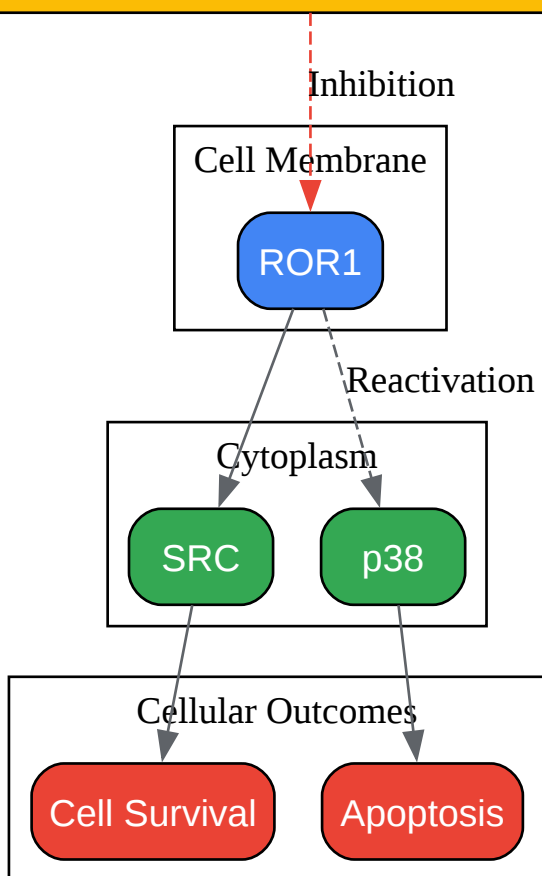 Inhibition
Cell Membrane
ROR1
Reactivation
Cytoplasm
SRC
p38
Cellular Outcomes
Cell Survival
Apoptosis